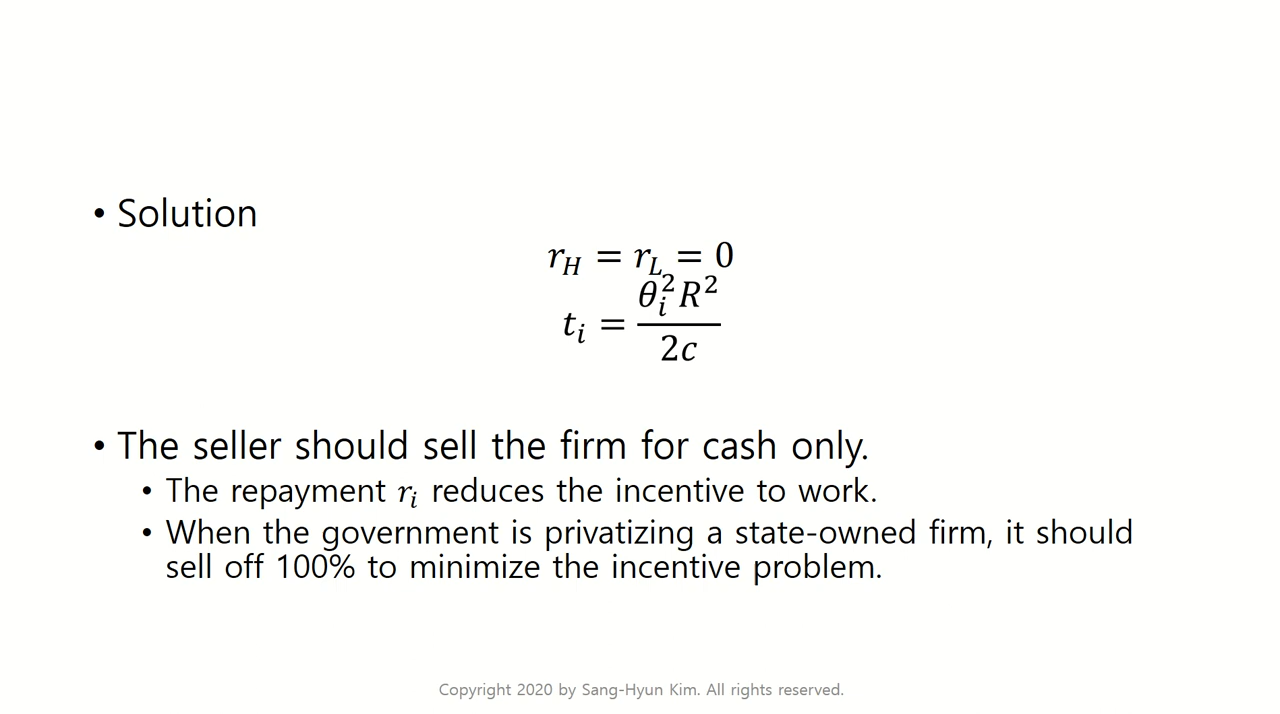 • Solution
r_H = r_L = 0
t_i = θ_i^2 R^2 / 2c
• The seller should sell the firm for cash only.
• The repayment r_i reduces the incentive to work.
• When the government is privatizing a state-owned firm, it should
sell off 100% to minimize the incentive problem.
Copyright 2020 by Sang-Hyun Kim. All rights reserved.